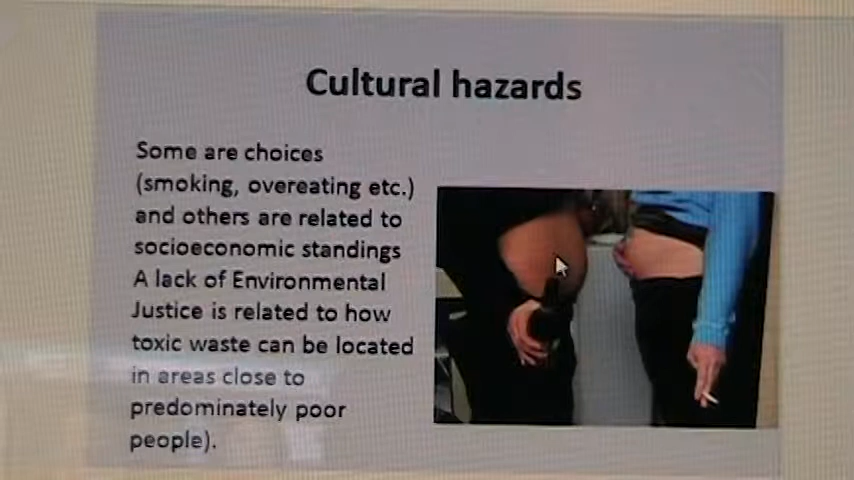 Cultural hazards
Some are choices
(smoking, overeating etc.)
and others are related to
socioeconomic standings
A lack of Environmental
Justice is related to how
toxic waste can be located
in areas close to
predominately poor
people).